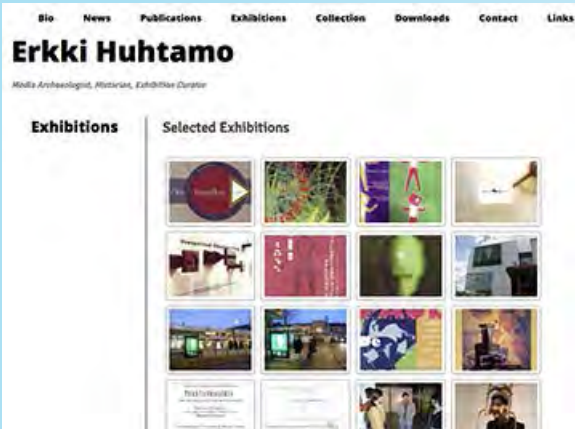 Bio News Publications Exhibitions Collection Downloads Contact Links
Erkki Huhtamo
Media Archaeologist, Historian, Exhibition Curator
Exhibitions
Selected Exhibitions